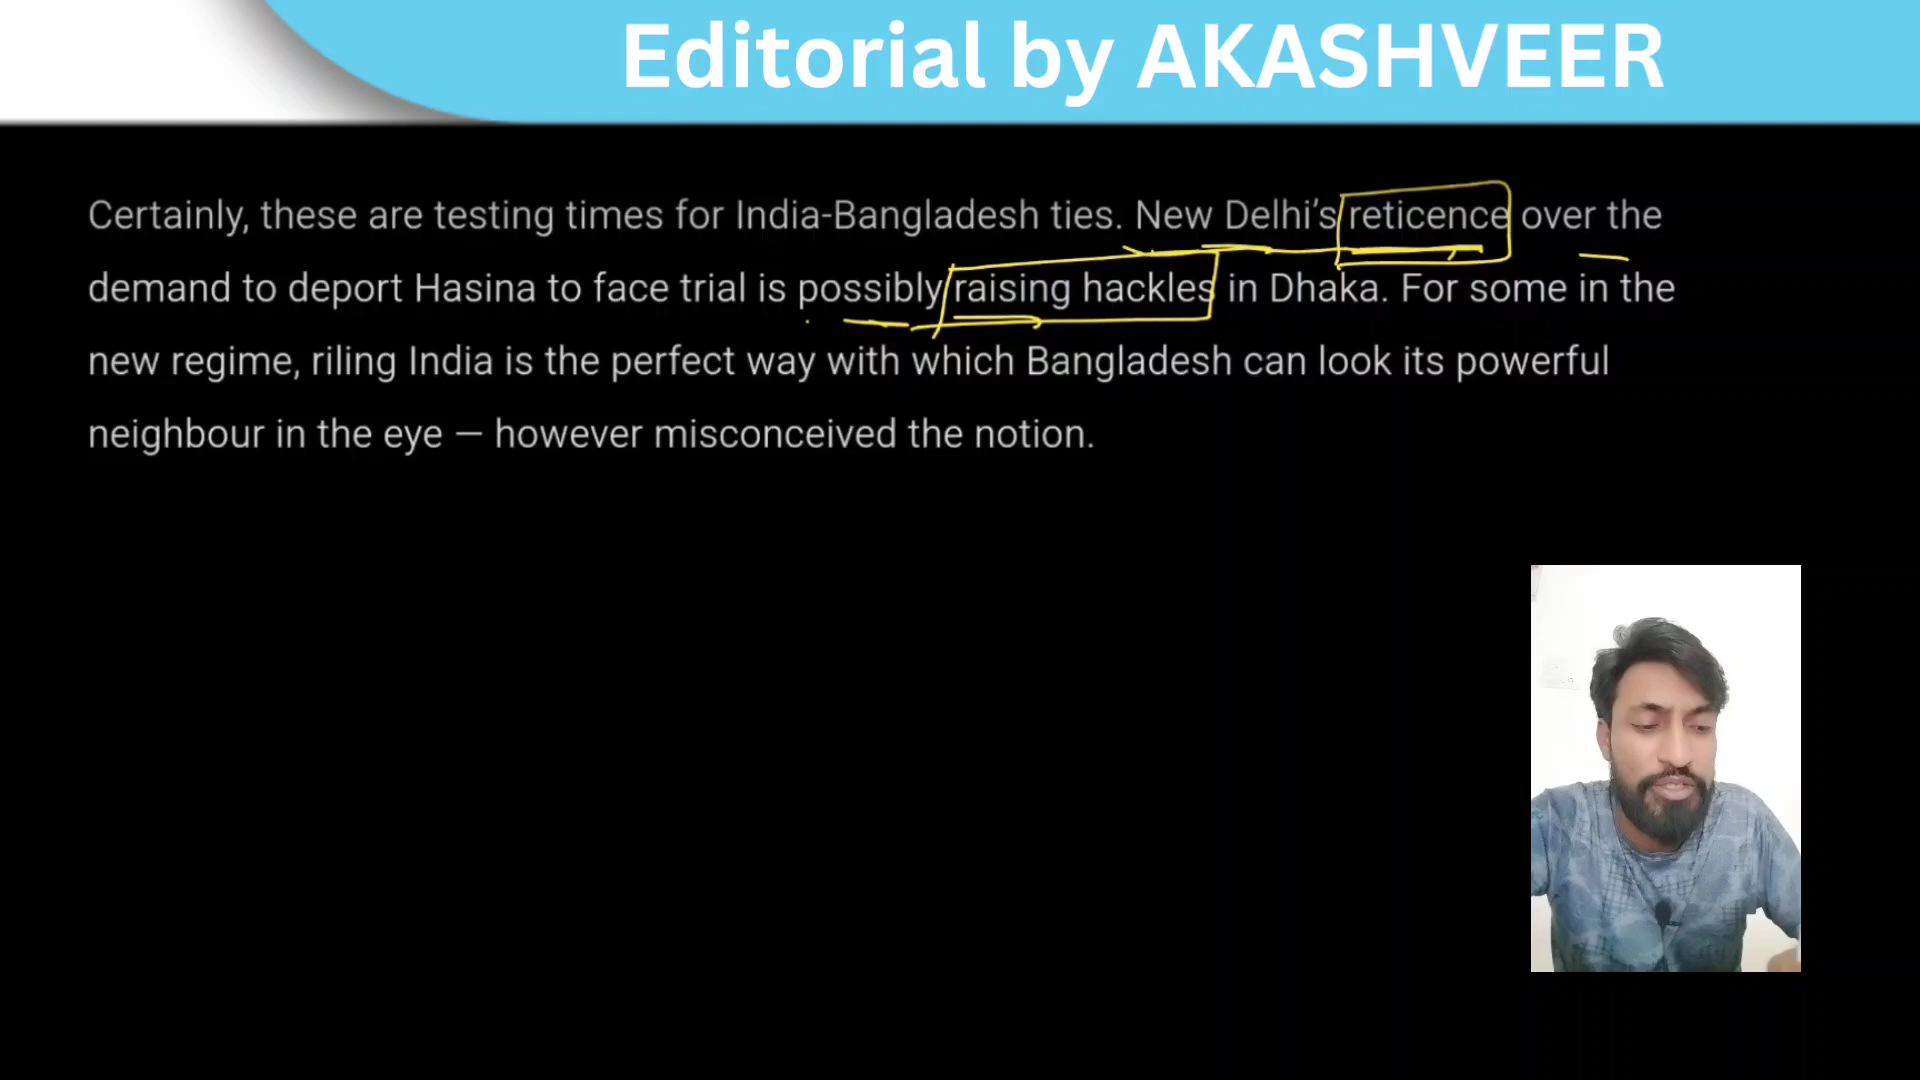 Editorial by AKASHVEER
Certainly, these are testing times for India-Bangladesh ties. New Delhi’s reticence over the
demand to deport Hasina to face trial is possibly raising hackles in Dhaka. For some in the
new regime, riling India is the perfect way with which Bangladesh can look its powerful
neighbour in the eye — however misconceived the notion.